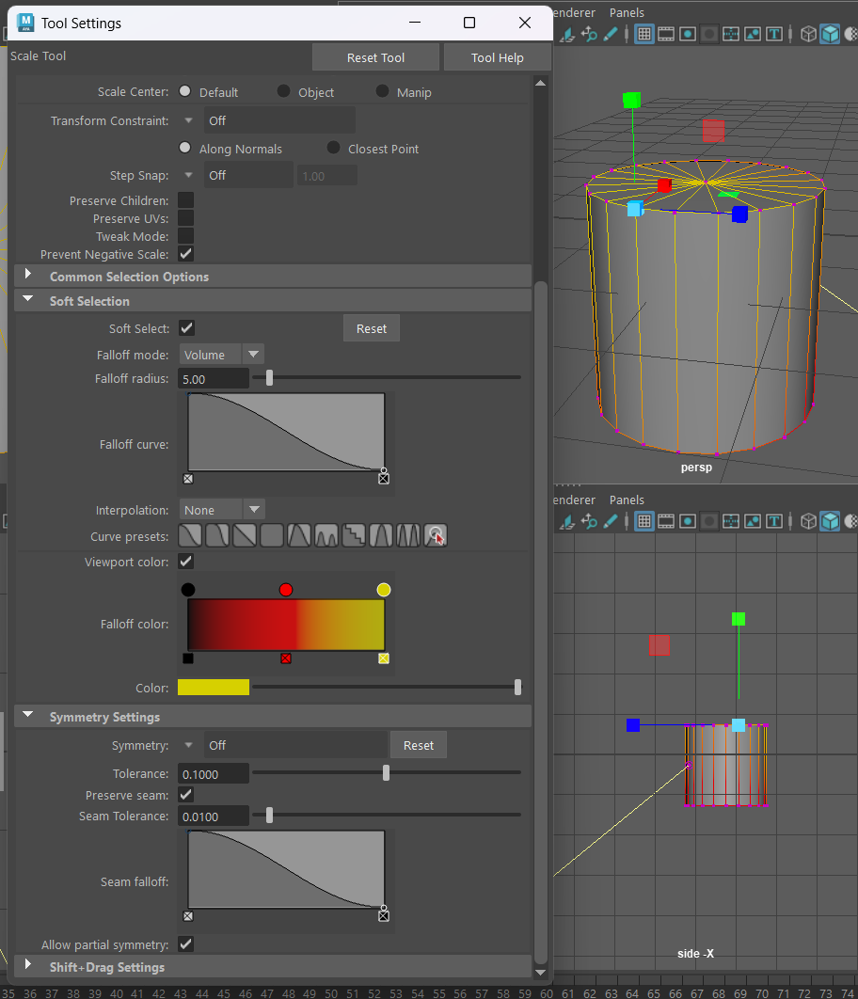 Tool Settings
Scale Tool
Reset Tool
Tool Help
Scale Center: Default Object Manip
Transform Constraint: Off
Along Normals Closest Point
Step Snap: Off 1.00
Preserve Children:
Preserve UVs:
Tweak Mode:
Prevent Negative Scale:
Common Selection Options
Soft Selection
Soft Select: Reset
Falloff mode: Volume
Falloff radius: 5.00
Falloff curve:
Interpolation: None
Curve presets:
Viewport color:
Falloff color:
Color:
Symmetry Settings
Symmetry: Off Reset
Tolerance: 0.1000
Preserve seam:
Seam Tolerance: 0.0100
Seam falloff:
Allow partial symmetry:
Shift+Drag Settings
enderer Panels
persp
enderer Panels
side -X
35 36 37 38 39 40 41 42 43 44 45 46 47 48 49 50 51 52 53 54 55 56 57 58 59 60 61 62 63 64 65 66 67 68 69 70 71 72 73 74